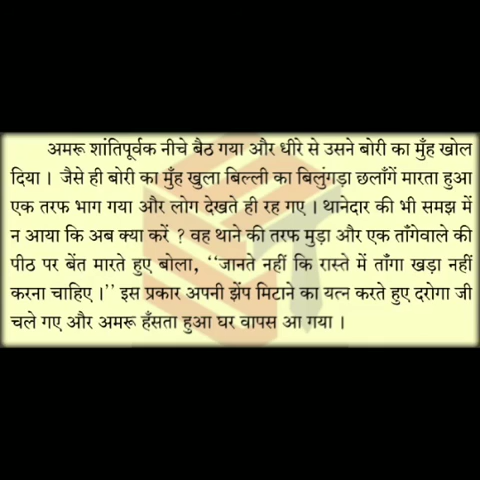 अमरू शांतिपूर्वक नीचे बैठ गया और धीरे से उसने बोरी का मुँह खोल
दिया। जैसे ही बोरी का मुँह खुला बिल्ली का बिलुंगड़ा छलाँगें मारता हुआ
एक तरफ भाग गया और लोग देखते ही रह गए। थानेदार की भी समझ में
न आया कि अब क्या करें ? वह थाने की तरफ मुड़ा और एक ताँगेवाले की
पीठ पर बेंत मारते हुए बोला, ‘‘जानते नहीं कि रास्ते में ताँगा खड़ा नहीं
करना चाहिए।’’ इस प्रकार अपनी झेंप मिटाने का यत्न करते हुए दरोगा जी
चले गए और अमरू हँसता हुआ घर वापस आ गया।